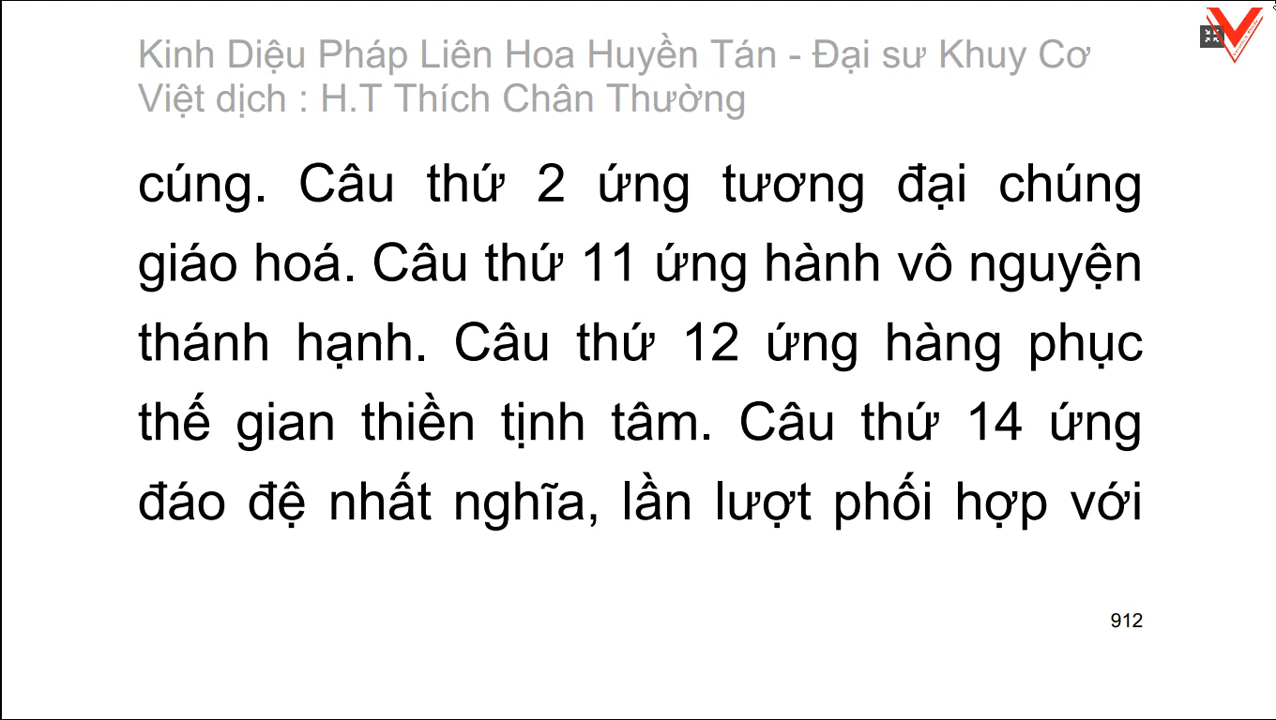 Kinh Diệu Pháp Liên Hoa Huyền Tán - Đại sư Khuy Cơ
Việt dịch : H.T Thích Chân Thường
cúng. Câu thứ 2 ứng tương đại chúng
giáo hoá. Câu thứ 11 ứng hành vô nguyện
thánh hạnh. Câu thứ 12 ứng hàng phục
thế gian thiền tịnh tâm. Câu thứ 14 ứng
đáo đệ nhất nghĩa, lần lượt phối hợp với
912